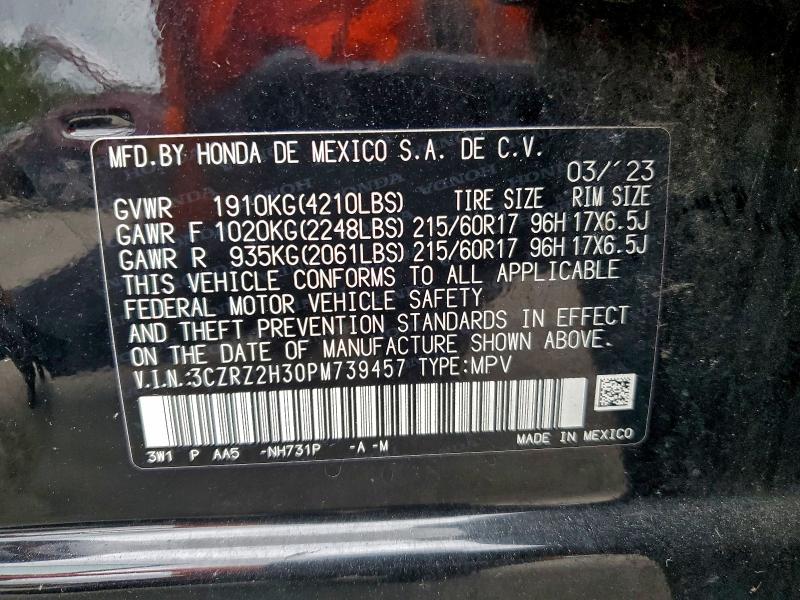 MFD.BY HONDA DE MEXICO S.A. DE C.V.
03/'23
GVWR 1910KG(4210LBS) TIRE SIZE RIM SIZE
GAWR F 1020KG(2248LBS) 215/60R17 96H 17X6.5J
GAWR R 935KG(2061LBS) 215/60R17 96H 17X6.5J
THIS VEHICLE CONFORMS TO ALL APPLICABLE
FEDERAL MOTOR VEHICLE SAFETY
AND THEFT PREVENTION STANDARDS IN EFFECT
ON THE DATE OF MANUFACTURE SHOWN ABOVE.
V.I.N.:3CZRZ2H30PM739457 TYPE:MPV
MADE IN MEXICO
3W1 P AA5 -NH731P -A -M